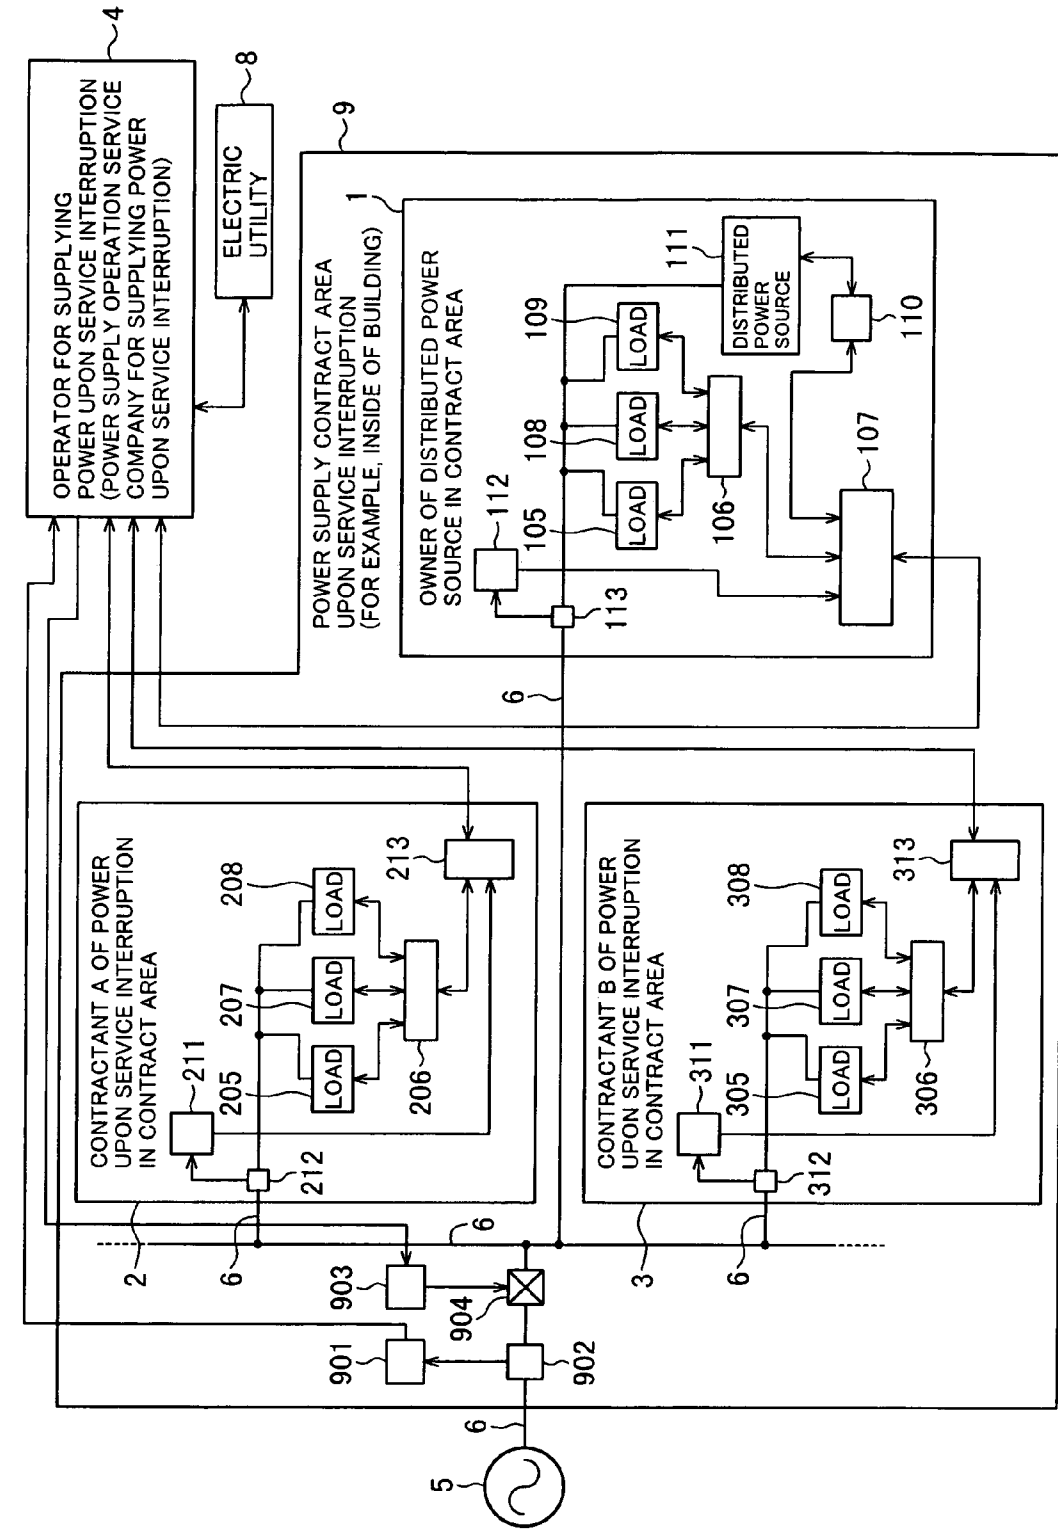 OPERATOR FOR SUPPLYING
POWER UPON SERVICE INTERRUPTION
(POWER SUPPLY OPERATION SERVICE
COMPANY FOR SUPPLYING POWER
UPON SERVICE INTERRUPTION)
4
ELECTRIC
UTILITY
8
9
POWER SUPPLY CONTRACT AREA
UPON SERVICE INTERRUPTION
(FOR EXAMPLE, INSIDE OF BUILDING)
1
OWNER OF DISTRIBUTED POWER
SOURCE IN CONTRACT AREA
112
113
105
LOAD
108
LOAD
109
LOAD
111
DISTRIBUTED
POWER
SOURCE
106
110
107
6
CONTRACTANT A OF POWER
UPON SERVICE INTERRUPTION
IN CONTRACT AREA
211
212
205
LOAD
207
LOAD
208
LOAD
206
213
2
6
6
CONTRACTANT B OF POWER
UPON SERVICE INTERRUPTION
IN CONTRACT AREA
311
312
305
LOAD
307
LOAD
308
LOAD
306
313
3
6
901
902
903
904
6
5